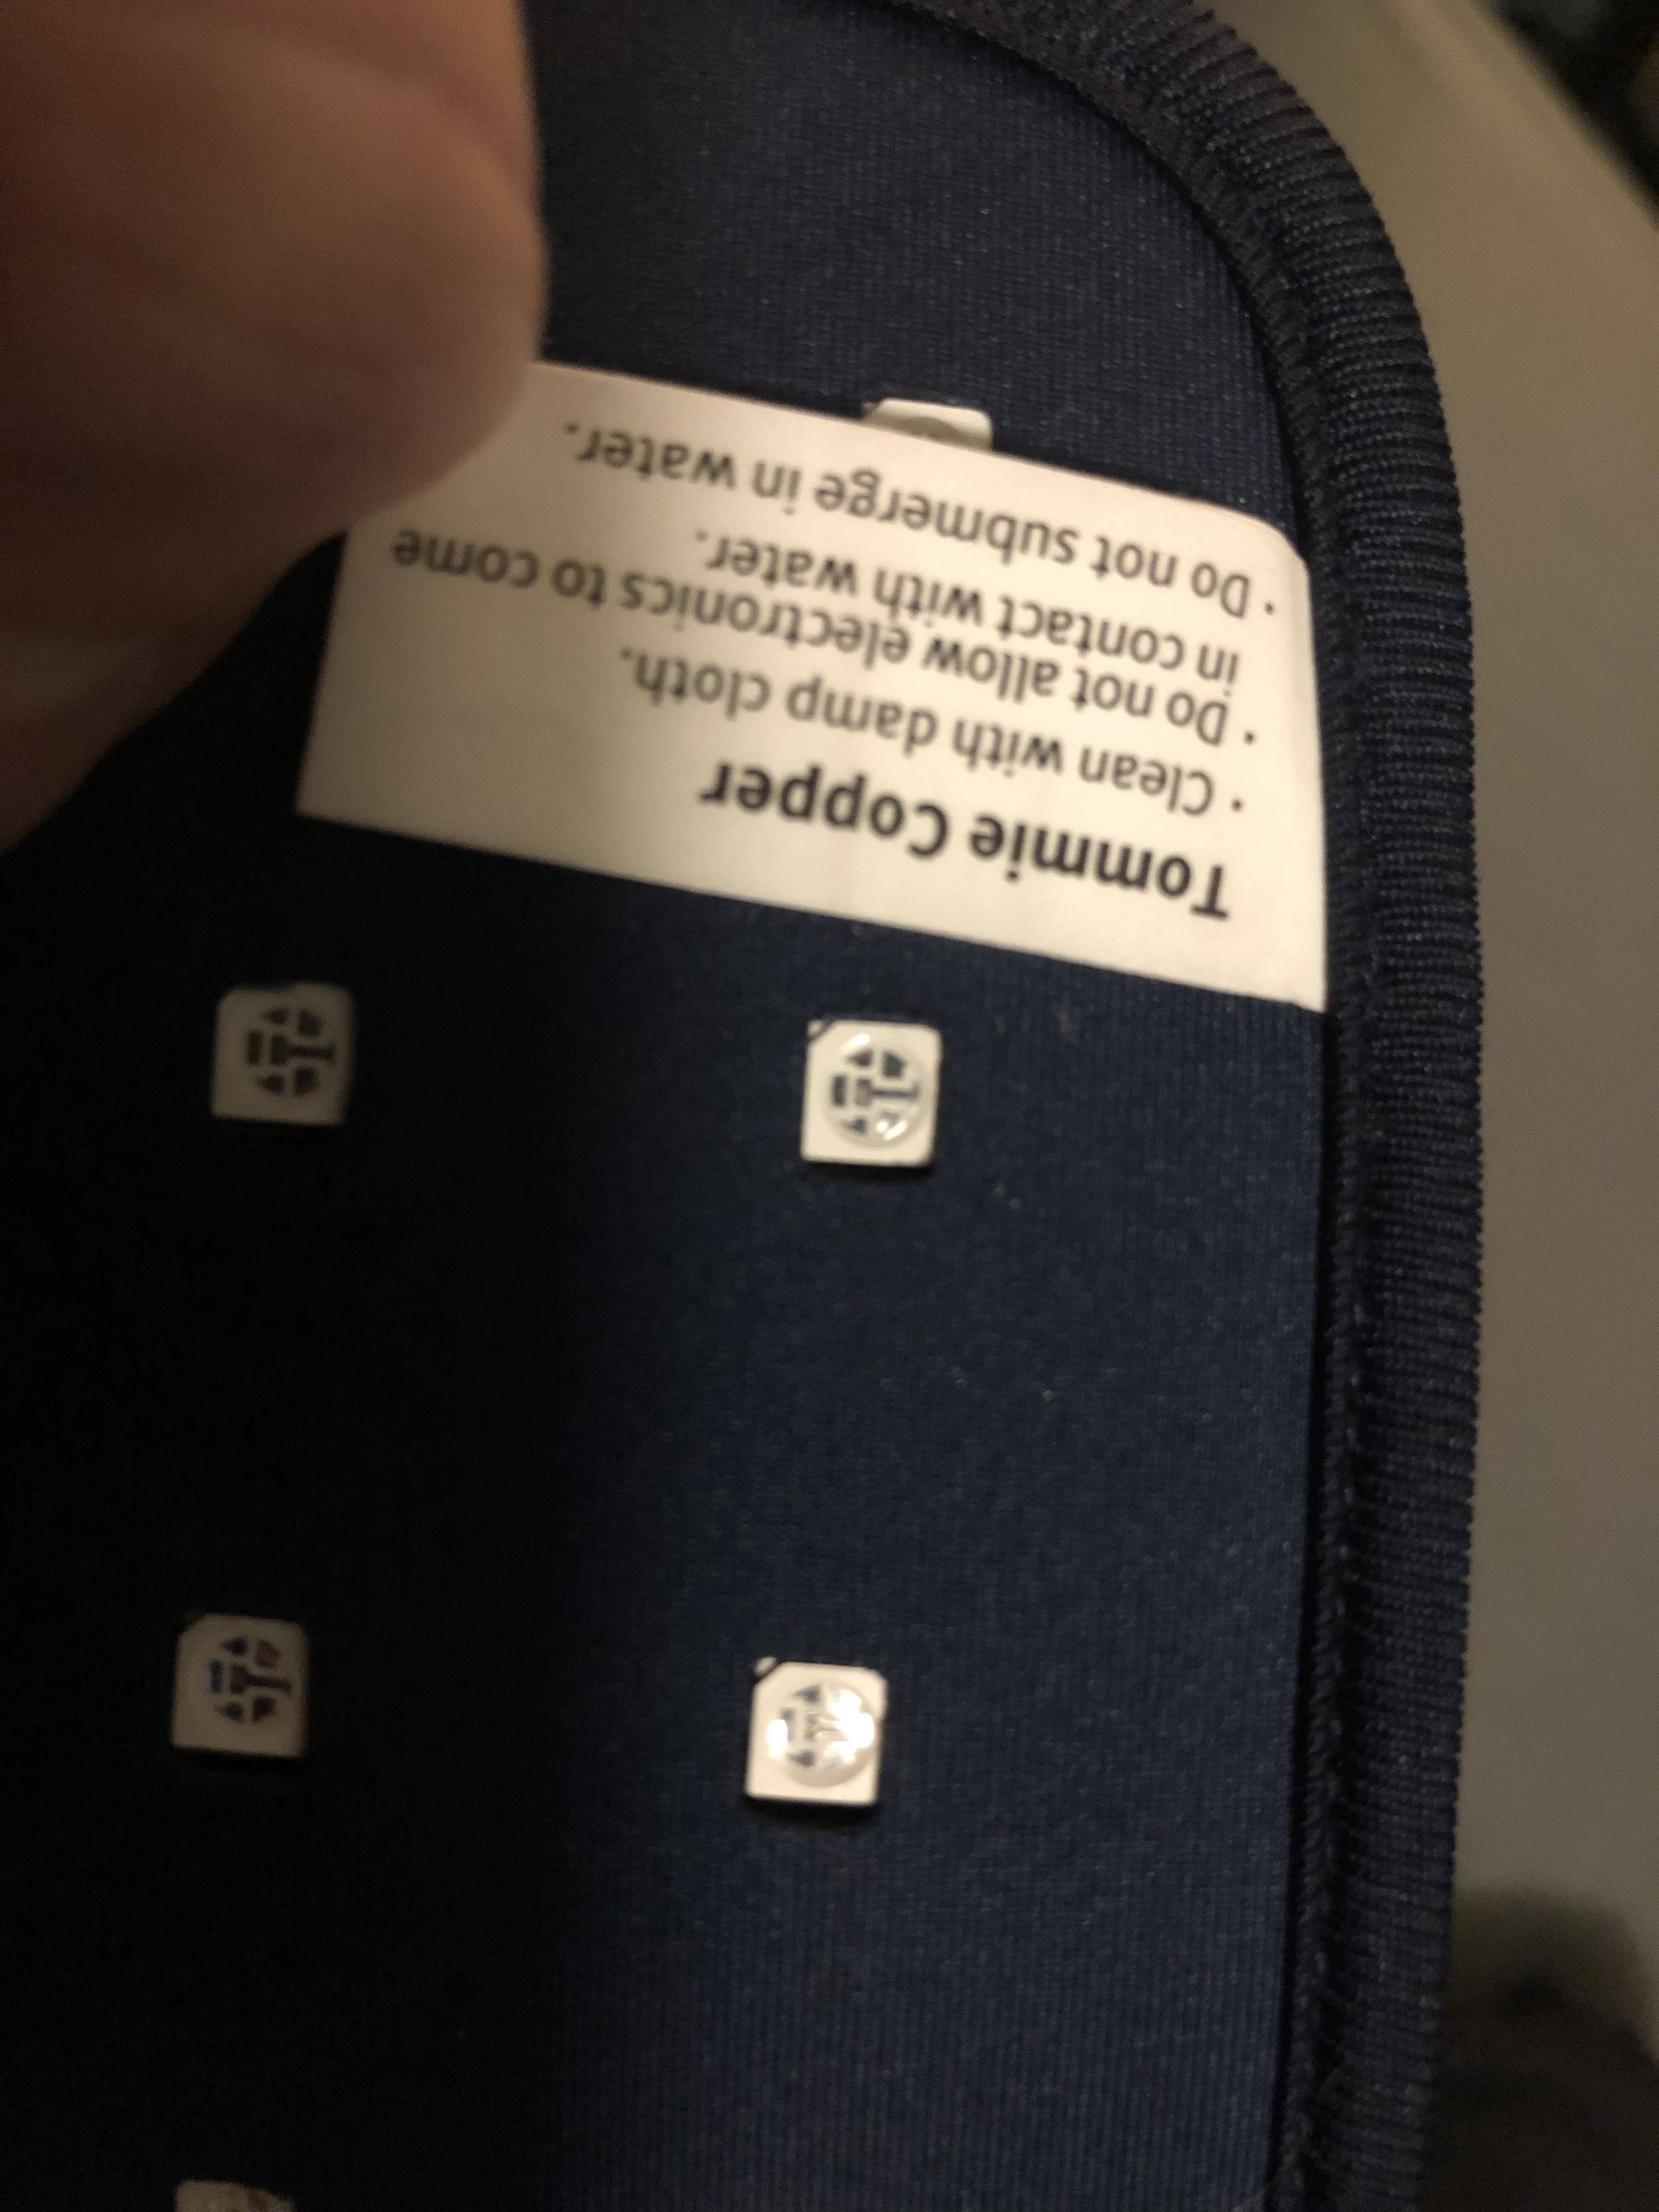 Tommie Copper
• Clean with damp cloth.
• Do not allow electronics to come
in contact with water.
• Do not submerge in water.